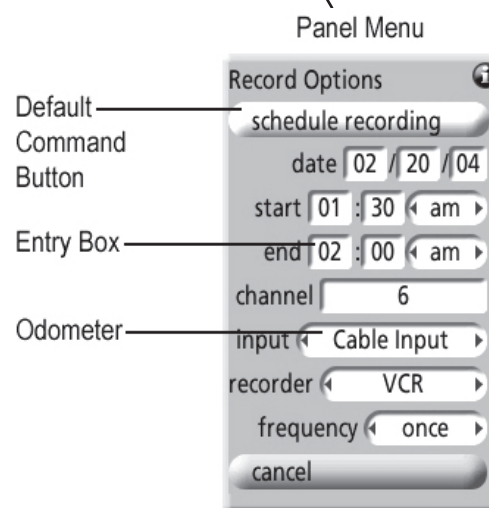 Panel Menu
Record Options i
Default Command Button
schedule recording
date 02 / 20 / 04
start 01 : 30 am
Entry Box
end 02 : 00 am
channel 6
Odometer
input Cable Input
recorder VCR
frequency once
cancel